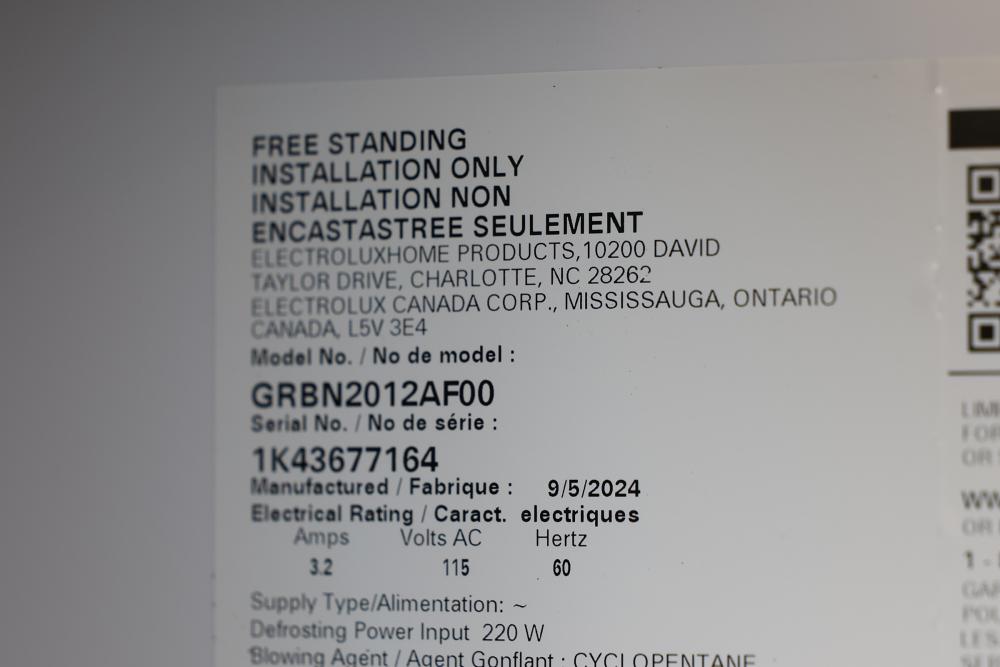 FREE STANDING
INSTALLATION ONLY
INSTALLATION NON
ENCASTASTREE SEULEMENT
ELECTROLUXHOME PRODUCTS,10200 DAVID
TAYLOR DRIVE, CHARLOTTE, NC 28262
ELECTROLUX CANADA CORP., MISSISSAUGA, ONTARIO
CANADA, L5V 3E4
Model No. / No de model :
GRBN2012AF00
Serial No. / No de série :
1K43677164
Manufactured / Fabrique : 9/5/2024
Electrical Rating / Caract. electriques
Amps Volts AC Hertz
3.2 115 60
Supply Type/Alimentation: ~
Defrosting Power Input 220 W
Blowing Agent / Agent Gonflant : CYCLOPENTANE